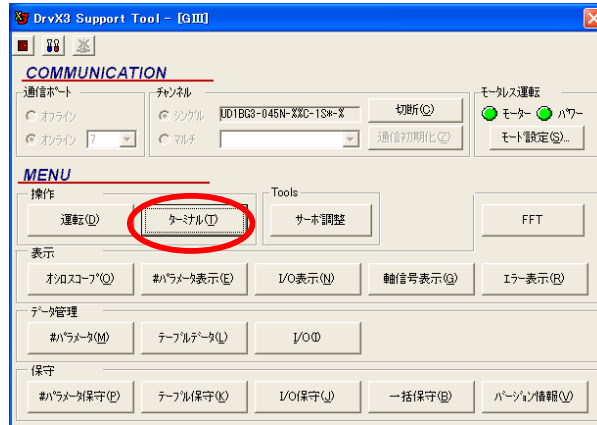 DrvX3 Support Tool - [GⅢ]
COMMUNICATION
通信ﾎﾟｰﾄ
ﾁｬﾝﾈﾙ
ﾓｰﾀﾚｽ運転
ｵﾌﾗｲﾝ
ｼﾝｸﾞﾙ UD1BG3-045N-%%C-1S*-% 切断(C)
ﾓｰﾀｰ ﾊﾟﾜｰ
ｵﾝﾗｲﾝ 7 ﾏﾙﾁ 通信初期化(Z) ﾓｰﾄﾞ設定(S)...
MENU
操作
Tools
運転(D) ﾀｰﾐﾅﾙ(T) ｻｰﾎﾞ調整 FFT
表示
ｵｼﾛｽｺｰﾌﾟ(O) #ﾊﾟﾗﾒｰﾀ表示(E) I/O表示(N) 軸信号表示(G) ｴﾗｰ表示(R)
ﾃﾞｰﾀ管理
#ﾊﾟﾗﾒｰﾀ(M) ﾃｰﾌﾞﾙﾃﾞｰﾀ(L) I/O(I)
保守
#ﾊﾟﾗﾒｰﾀ保守(P) ﾃｰﾌﾞﾙ保守(K) I/O保守(J) 一括保守(B) ﾊﾞｰｼﾞｮﾝ情報(V)